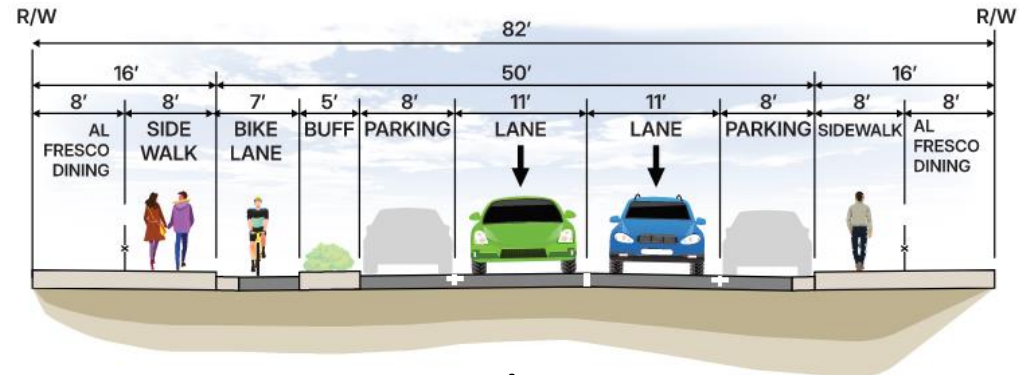 R/W R/W
82’
16’ 50’ 16’
8’ 8’ 7’ 5’ 8’ 11’ 11’ 8’ 8’ 8’
AL
FRESCO
DINING
SIDE
WALK
BIKE
LANE
BUFF
PARKING
LANE
LANE
PARKING
SIDEWALK
AL
FRESCO
DINING